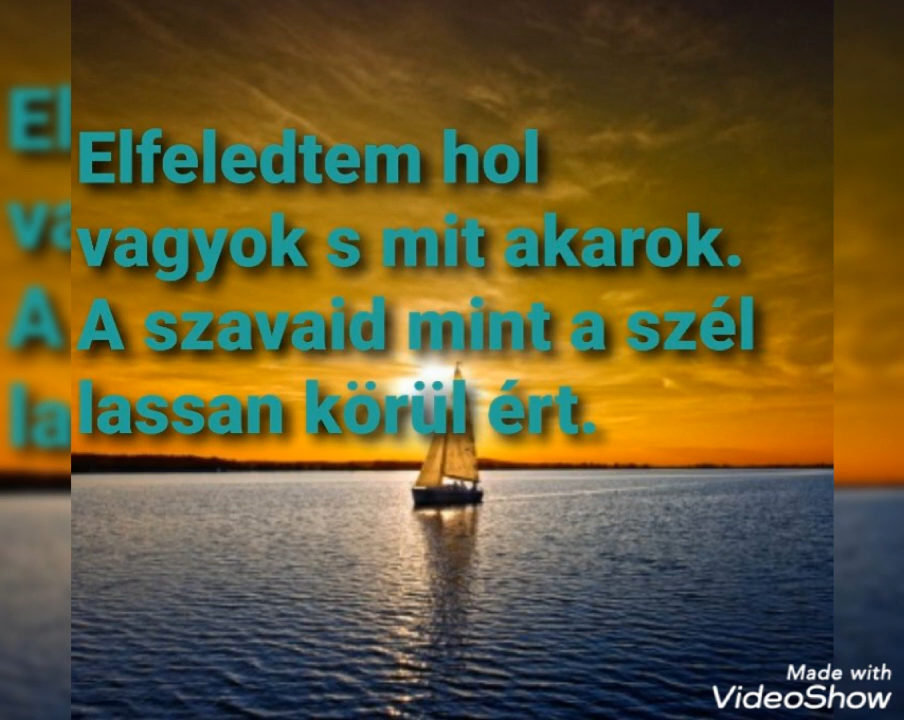 Elfeledtem hol
vagyok s mit akarok.
A szavaid mint a szél
lassan körül ért.
Made with
VideoShow